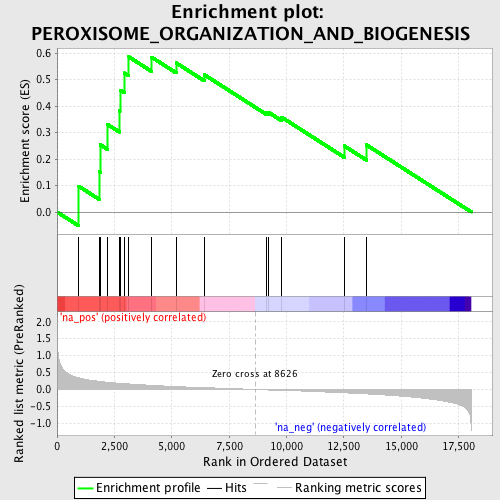 Enrichment plot:
PEROXISOME_ORGANIZATION_AND_BIOGENESIS
Enrichment score (ES)
0.6
0.5
0.4
0.3
0.2
0.1
0.0
'na_pos' (positively correlated)
Ranked list metric (PreRanked)
2.0
1.5
1.0
0.5
0.0
-0.5
-1.0
Zero cross at 8626
'na_neg' (negatively correlated)
0
2,500
5,000
7,500
10,000
12,500
15,000
17,500
Rank in Ordered Dataset
Enrichment profile
Hits
Ranking metric scores